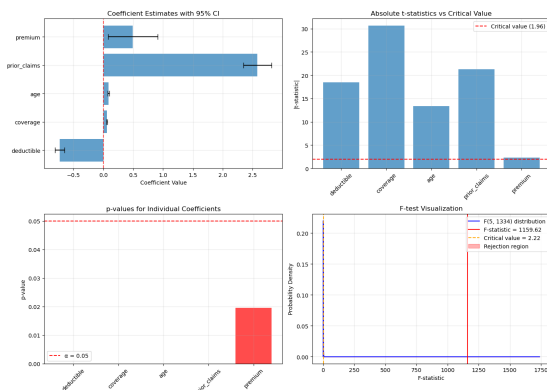 Coefficient Estimates with 95% CI
premium
prior_claims
age
coverage
deductible
−0.5
0.0
0.5
1.0
1.5
2.0
2.5
Coefficient Value
Absolute t-statistics vs Critical Value
Critical value (1.96)
|t-statistic|
30
25
20
15
10
5
0
deductible
coverage
age
prior_claims
premium
p-values for Individual Coefficients
p-value
0.05
0.04
0.03
0.02
0.01
0.00
α = 0.05
deductible
coverage
age
prior_claims
premium
F-test Visualization
F(5, 1334) distribution
F-statistic = 1159.62
Critical value = 2.22
Rejection region
Probability Density
0.20
0.15
0.10
0.05
0.00
0
250
500
750
1000
1250
1500
1750
F-statistic